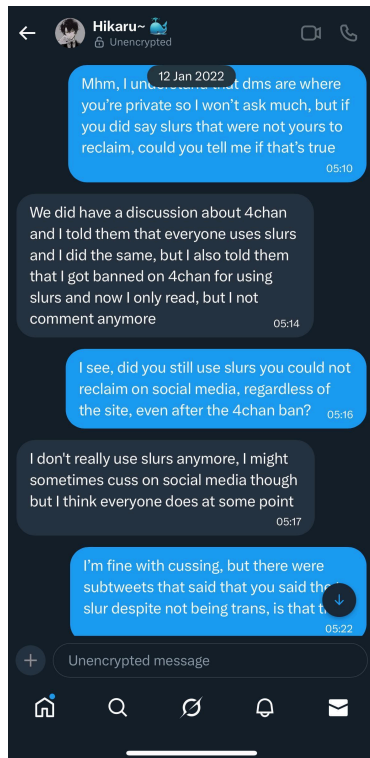 Hikaru~ 🐳
Unencrypted
12 Jan 2022
Mhm, I that dms are where
you're private so I won't ask much, but if
you did say slurs that were not yours to
reclaim, could you tell me if that's true
05:10
We did have a discussion about 4chan
and I told them that everyone uses slurs
and I did the same, but I also told them
that I got banned on 4chan for using
slurs and now I only read, but I not
comment anymore
05:14
I see, did you still use slurs you could not
reclaim on social media, regardless of
the site, even after the 4chan ban?
05:16
I don't really use slurs anymore, I might
sometimes cuss on social media though
but I think everyone does at some point
05:17
I'm fine with cussing, but there were
subtweets that said that you said the
slur despite not being trans, is that
05:22
Unencrypted message